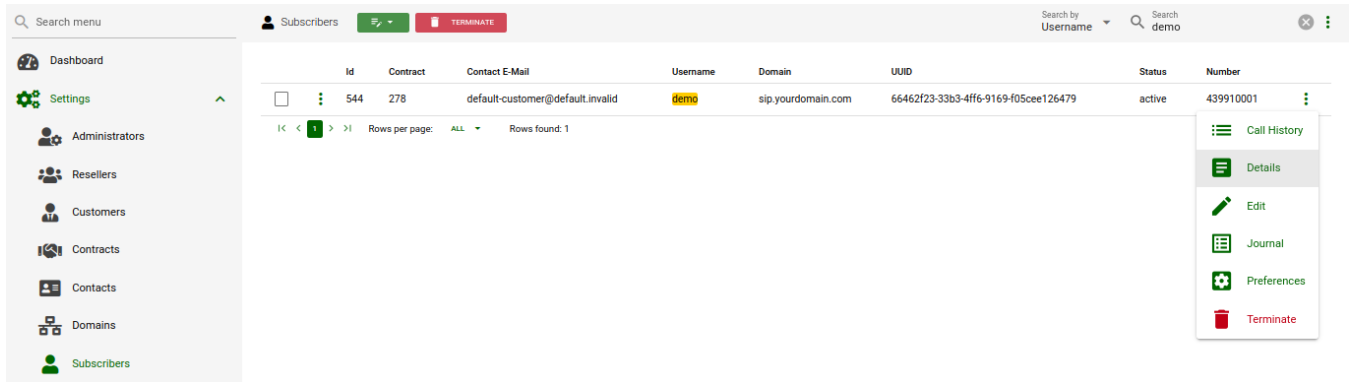 Search menu
Dashboard
Settings
Administrators
Resellers
Customers
Contracts
Contacts
Domains
Subscribers
Subscribers
TERMINATE
Search by
Username
Search
demo
Id Contract Contact E-Mail Username Domain UUID Status Number
544 278 default-customer@default.invalid demo sip.yourdomain.com 66462f23-33b3-4ff6-9169-f05cee126479 active 439910001
1 Rows per page: ALL Rows found: 1
Call History
Details
Edit
Journal
Preferences
Terminate